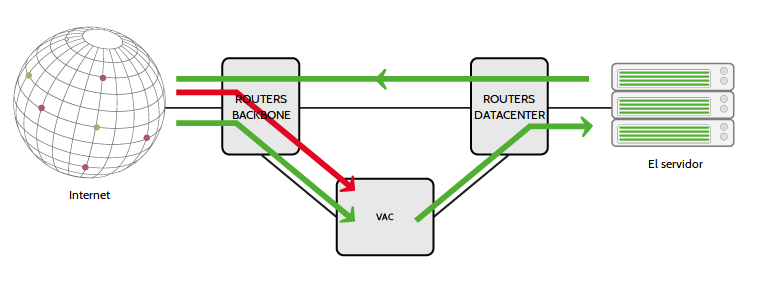 ROUTERS
BACKBONE
ROUTERS
DATACENTER
El servidor
Internet
VAC